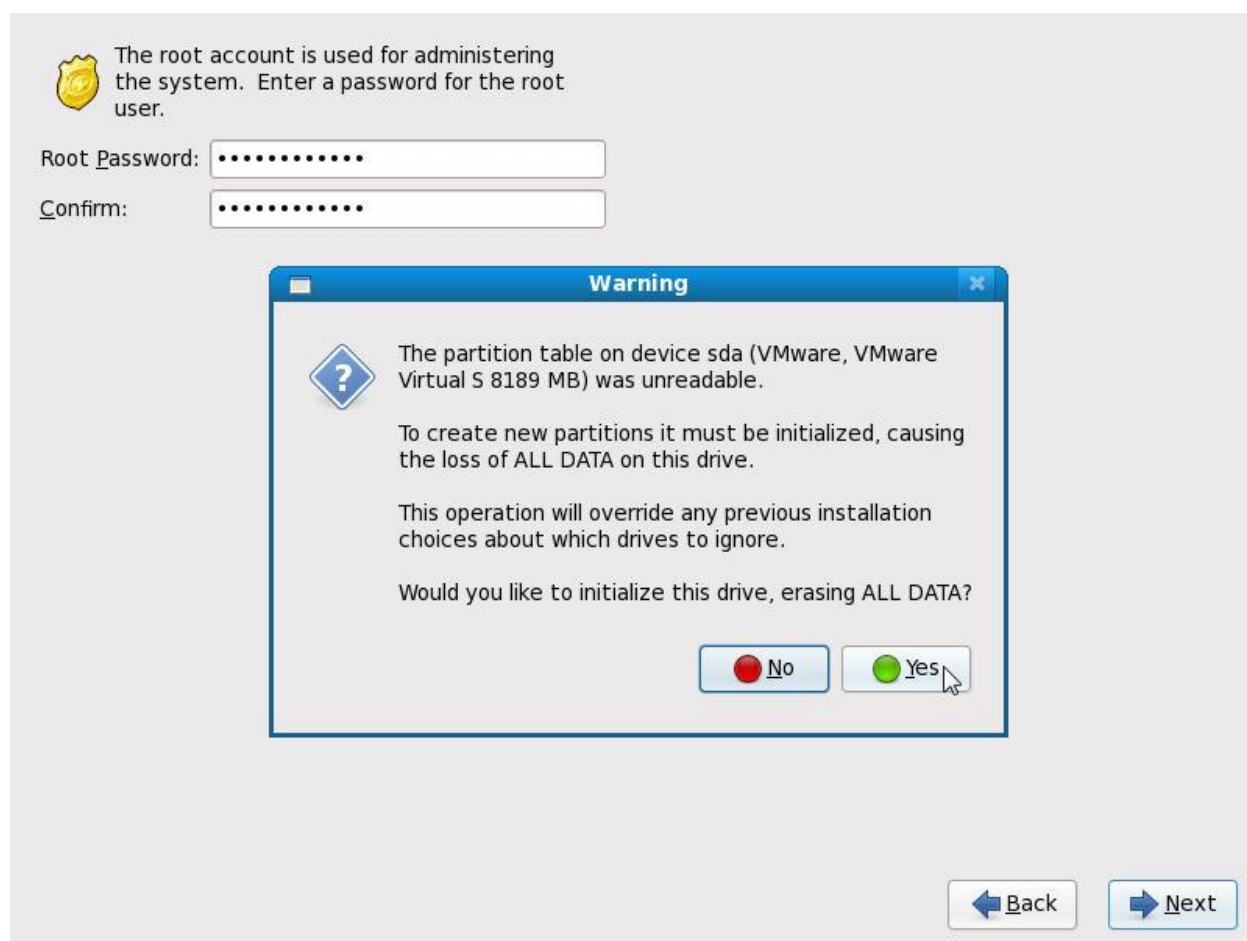 The root account is used for administering
the system.  Enter a password for the root
user.
Root Password: ••••••••••••
Confirm: ••••••••••••
Warning
The partition table on device sda (VMware, VMware
Virtual S 8189 MB) was unreadable.
To create new partitions it must be initialized, causing
the loss of ALL DATA on this drive.
This operation will override any previous installation
choices about which drives to ignore.
Would you like to initialize this drive, erasing ALL DATA?
No Yes
Back Next